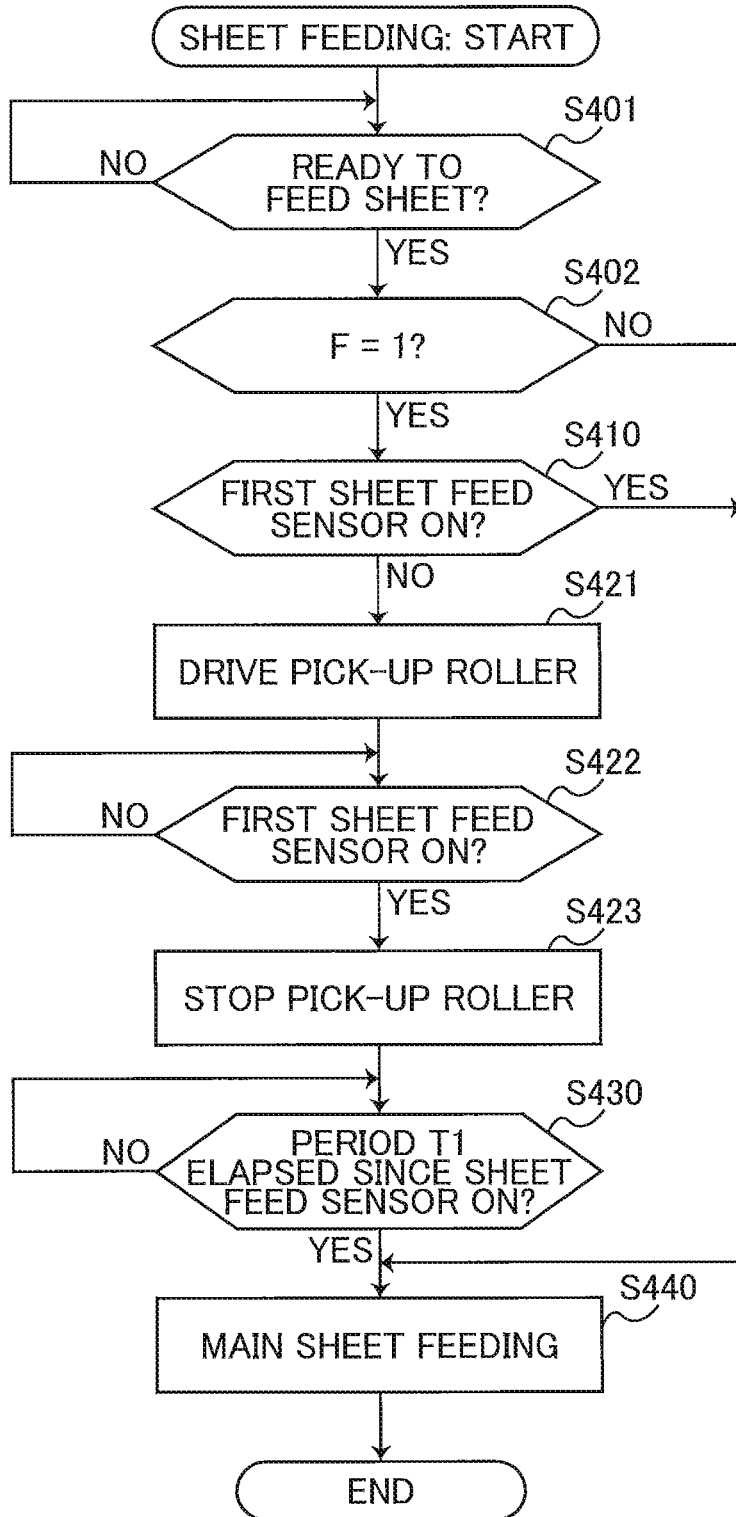 SHEET FEEDING: START
S401
NO
READY TO
FEED SHEET?
YES
S402
NO
F = 1?
YES
S410
FIRST SHEET FEED
SENSOR ON?
YES
NO
S421
DRIVE PICK-UP ROLLER
S422
NO
FIRST SHEET FEED
SENSOR ON?
YES
S423
STOP PICK-UP ROLLER
S430
NO
PERIOD T1
ELAPSED SINCE SHEET
FEED SENSOR ON?
YES
S440
MAIN SHEET FEEDING
END